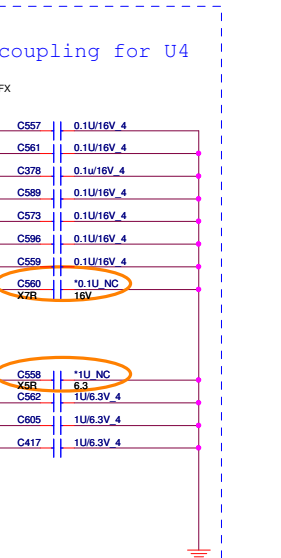 coupling for U4
FX
C557 0.1U/16V_4
C561 0.1U/16V_4
C378 0.1u/16V_4
C589 0.1U/16V_4
C573 0.1U/16V_4
C596 0.1U/16V_4
C559 0.1U/16V_4
C560 *0.1U_NC
X7R 16V
C558 *1U_NC
X5R 6.3
C562 1U/6.3V_4
C605 1U/6.3V_4
C417 1U/6.3V_4